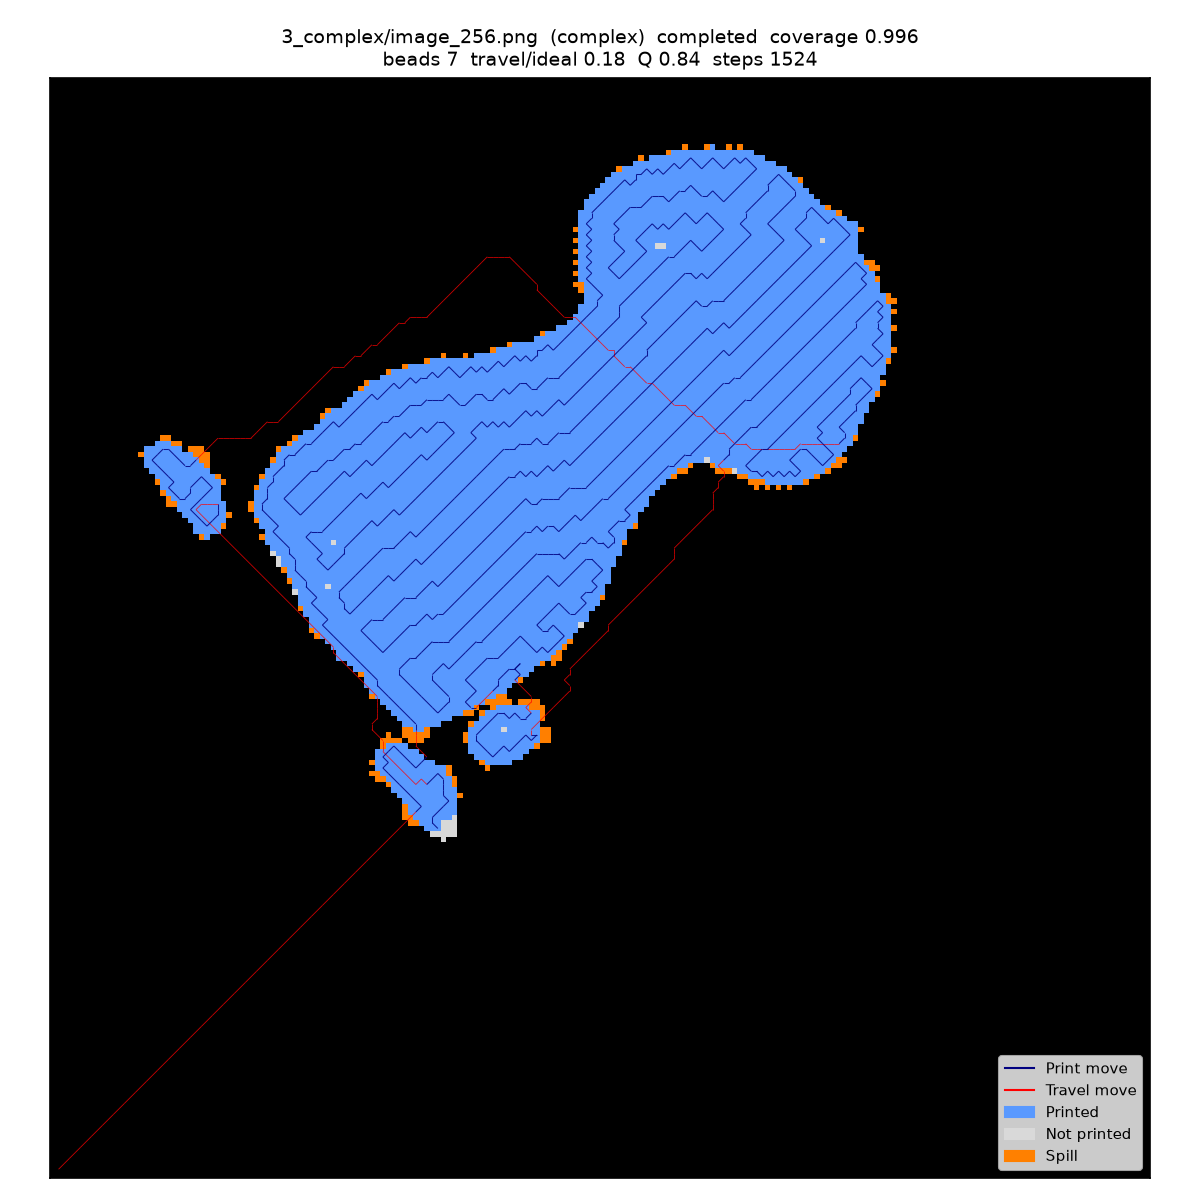 3_complex/image_256.png  (complex)  completed  coverage 0.996
beads 7  travel/ideal 0.18  Q 0.84  steps 1524
Print move
Travel move
Printed
Not printed
Spill